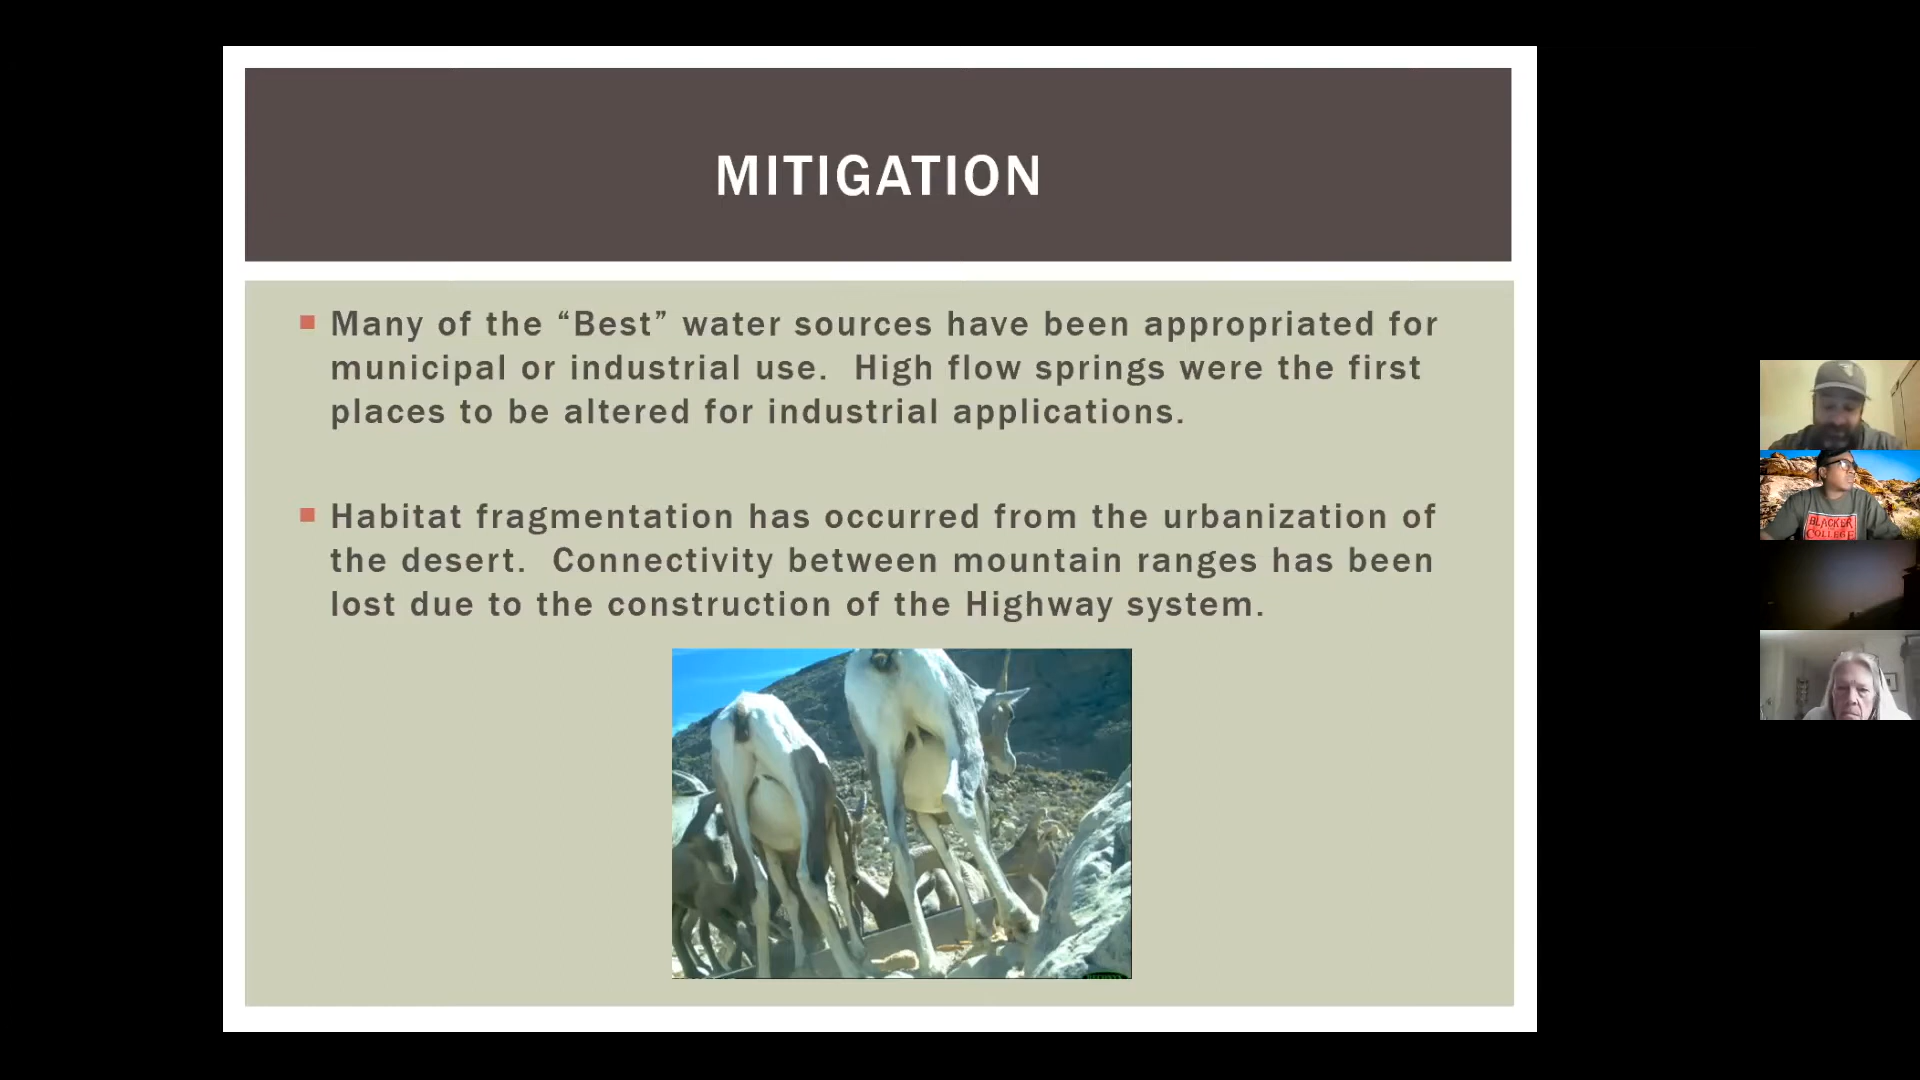 MITIGATION
Many of the “Best” water sources have been appropriated for
municipal or industrial use. High flow springs were the first
places to be altered for industrial applications.
Habitat fragmentation has occurred from the urbanization of
the desert. Connectivity between mountain ranges has been
lost due to the construction of the Highway system.
BLACKER
COLLEGE